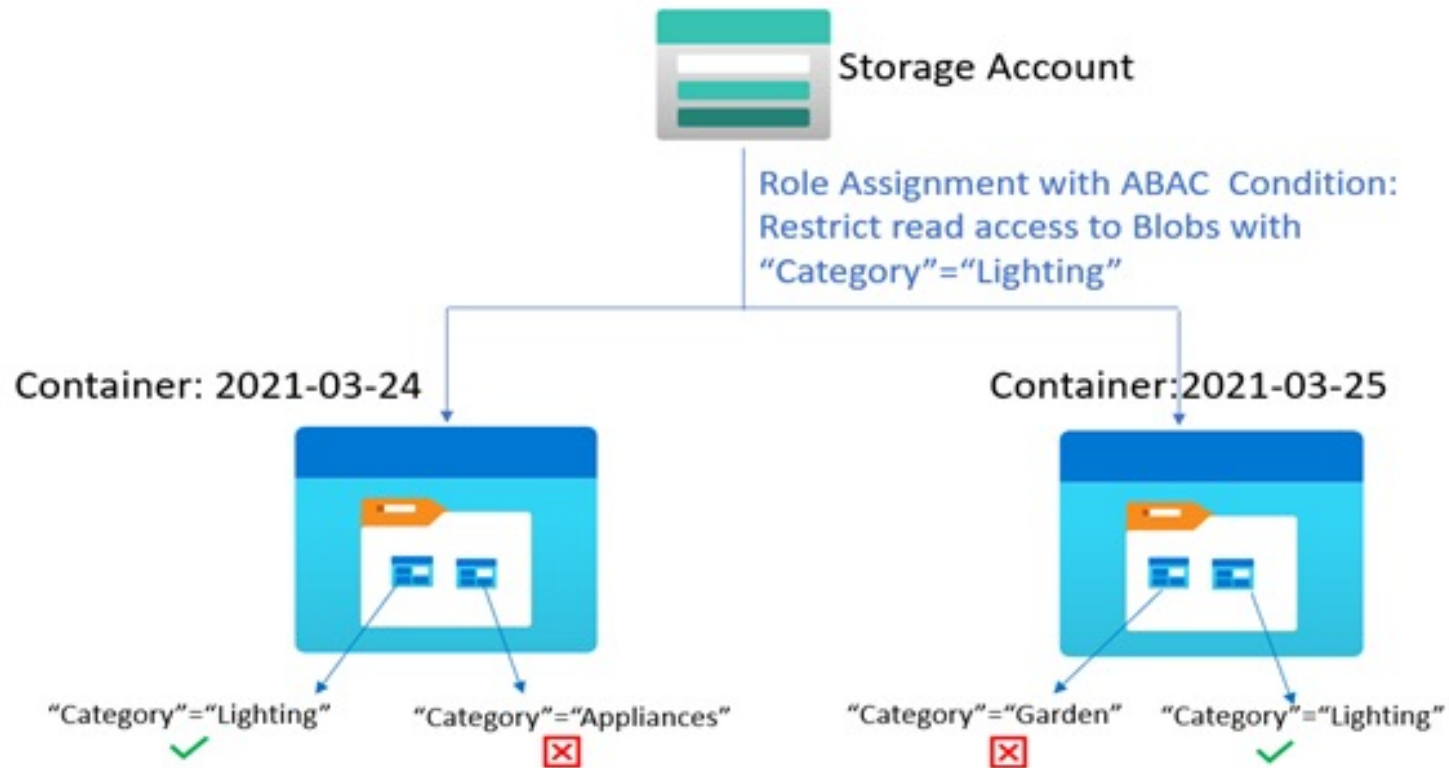 Storage Account
Role Assignment with ABAC Condition:
Restrict read access to Blobs with
“Category”=“Lighting”
Container: 2021-03-24
Container:2021-03-25
“Category”=“Lighting”
“Category”=“Appliances”
“Category”=“Garden”
“Category”=“Lighting”